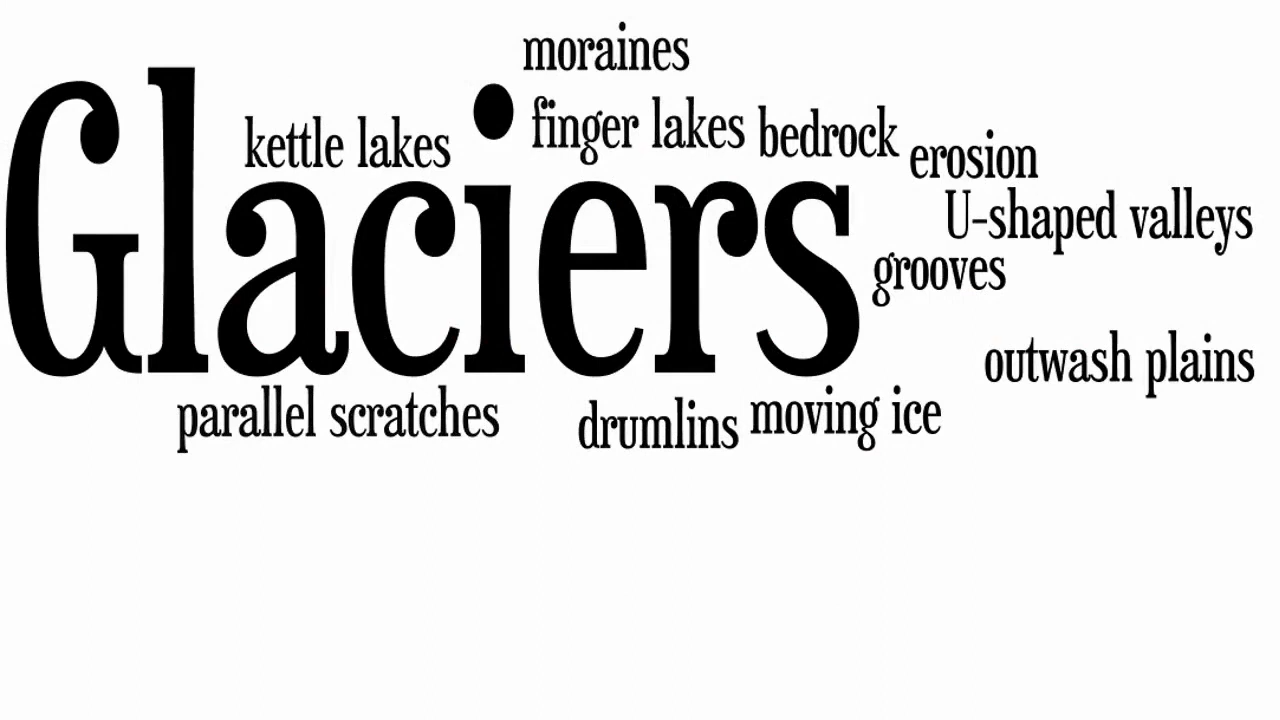 moraines
kettle lakes
finger lakes
bedrock
erosion
U-shaped valleys
Glaciers
grooves
outwash plains
parallel scratches
drumlins
moving ice